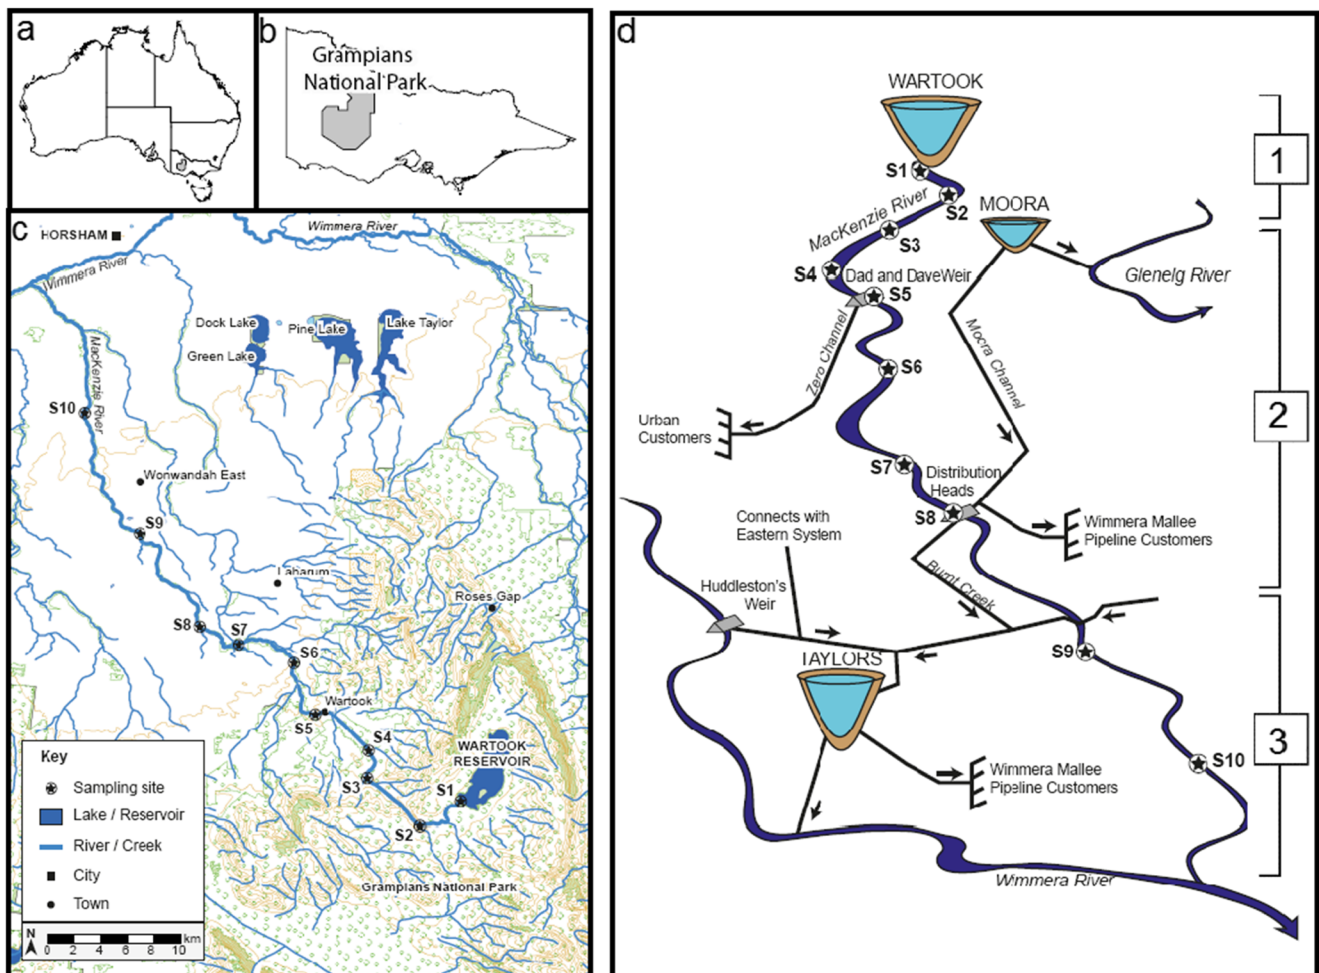 a
b
Grampians
National Park
c
HORSHAM
Wimmera River
Wimmera River
MacKenzie River
Dock Lake
Pine Lake
Lake Taylor
Green Lake
S10
Wonwandah East
S9
Laharum
Roses Gap
S8
S7
S6
Wartook
S5
S4
WARTOOK
RESERVOIR
S3
S1
S2
Grampians National Park
Key
Sampling site
Lake / Reservoir
River / Creek
City
Town
N
0 2 4 6 8 10 km
d
WARTOOK
S1
S2
MacKenzie River
MOORA
S3
S4
Dad and DaveWeir
S5
Glenelg River
Zero Channel
Moora Channel
S6
Urban
Customers
S7
Distribution
Heads
S8
Connects with
Eastern System
Wimmera Mallee
Pipeline Customers
Huddleston's
Weir
Burnt Creek
TAYLORS
S9
S10
Wimmera Mallee
Pipeline Customers
Wimmera River
1
2
3